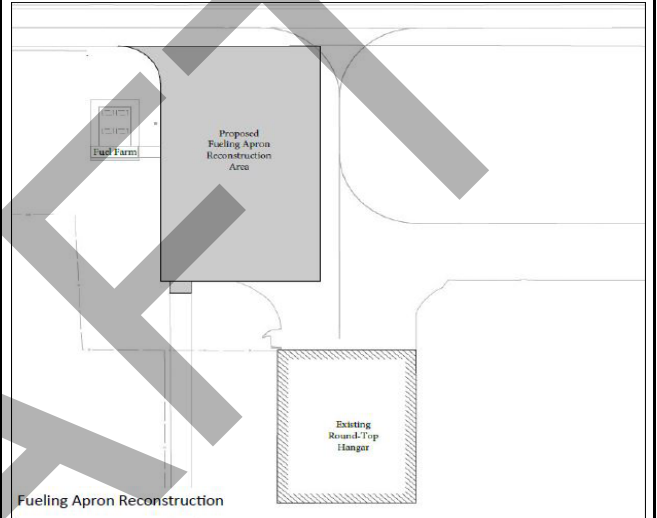 Proposed
Fueling Apron
Reconstruction
Area
Fuel Farm
Existing
Round-Top
Hangar
Fueling Apron Reconstruction